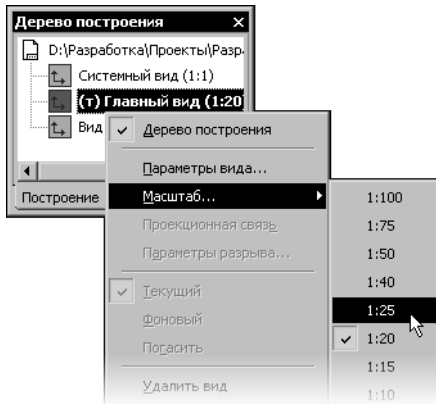 Дерево построения
D:\Разработка\Проекты\Разр
Системный вид (1:1)
(т) Главный вид (1:20
Вид
Построение
Дерево построения
Параметры вида...
Масштаб...
Проекционная связь
Параметры разрыва...
Текущий
Фоновый
Погасить
Удалить вид
1:100
1:75
1:50
1:40
1:25
1:20
1:15
1:10